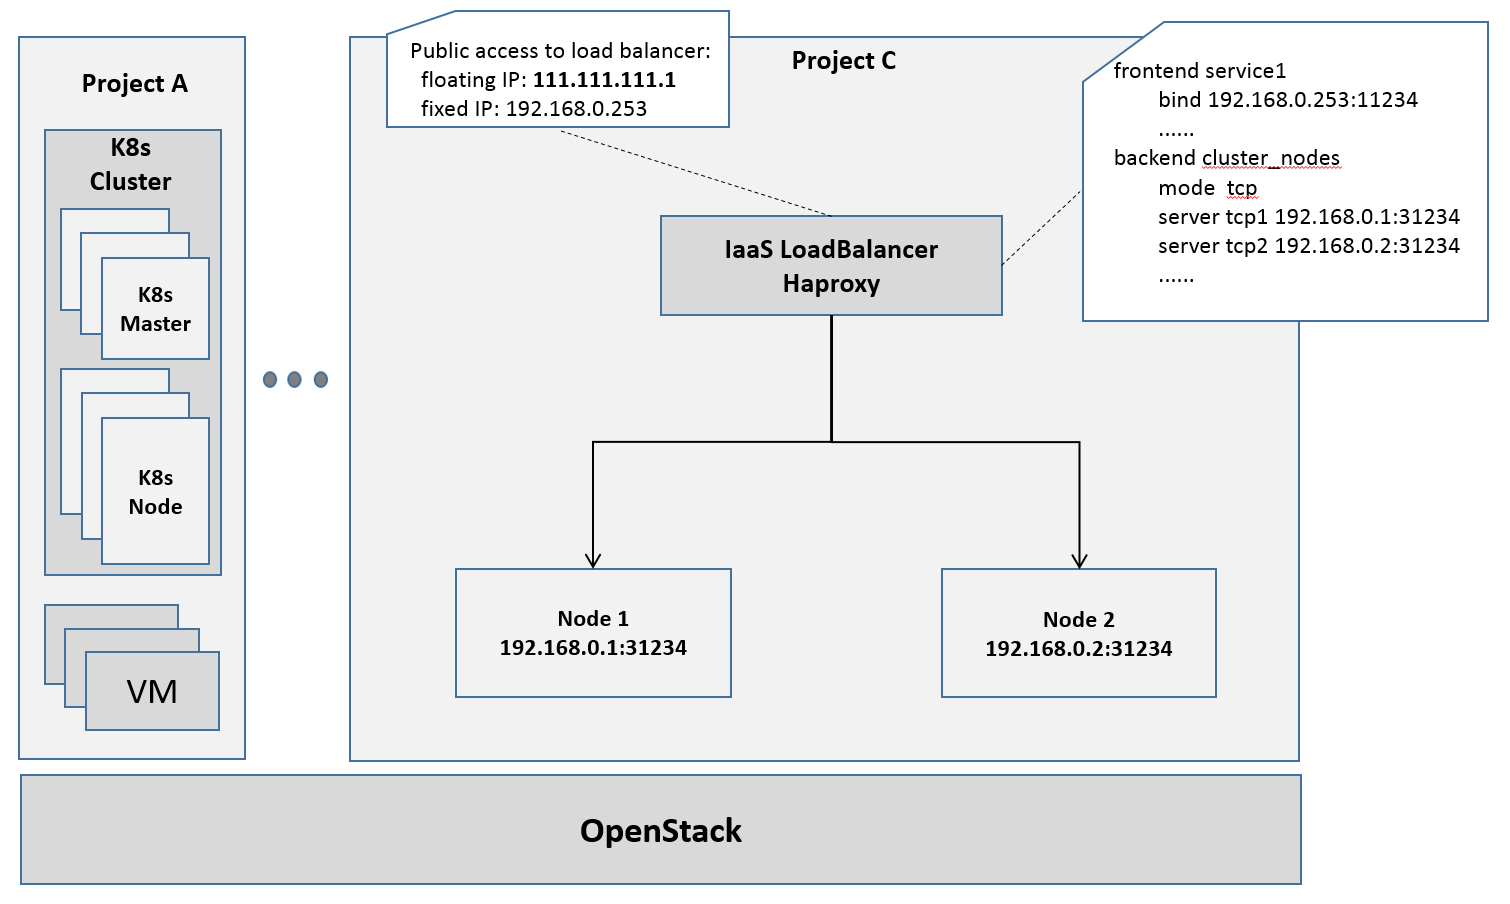 Project A
K8s
Cluster
K8s
Master
K8s
Node
VM
Public access to load balancer:
floating IP: 111.111.111.1
fixed IP: 192.168.0.253
Project C
frontend service1
bind 192.168.0.253:11234
......
backend cluster_nodes
mode  tcp
server tcp1 192.168.0.1:31234
server tcp2 192.168.0.2:31234
......
IaaS LoadBalancer
Haproxy
Node 1
192.168.0.1:31234
Node 2
192.168.0.2:31234
OpenStack